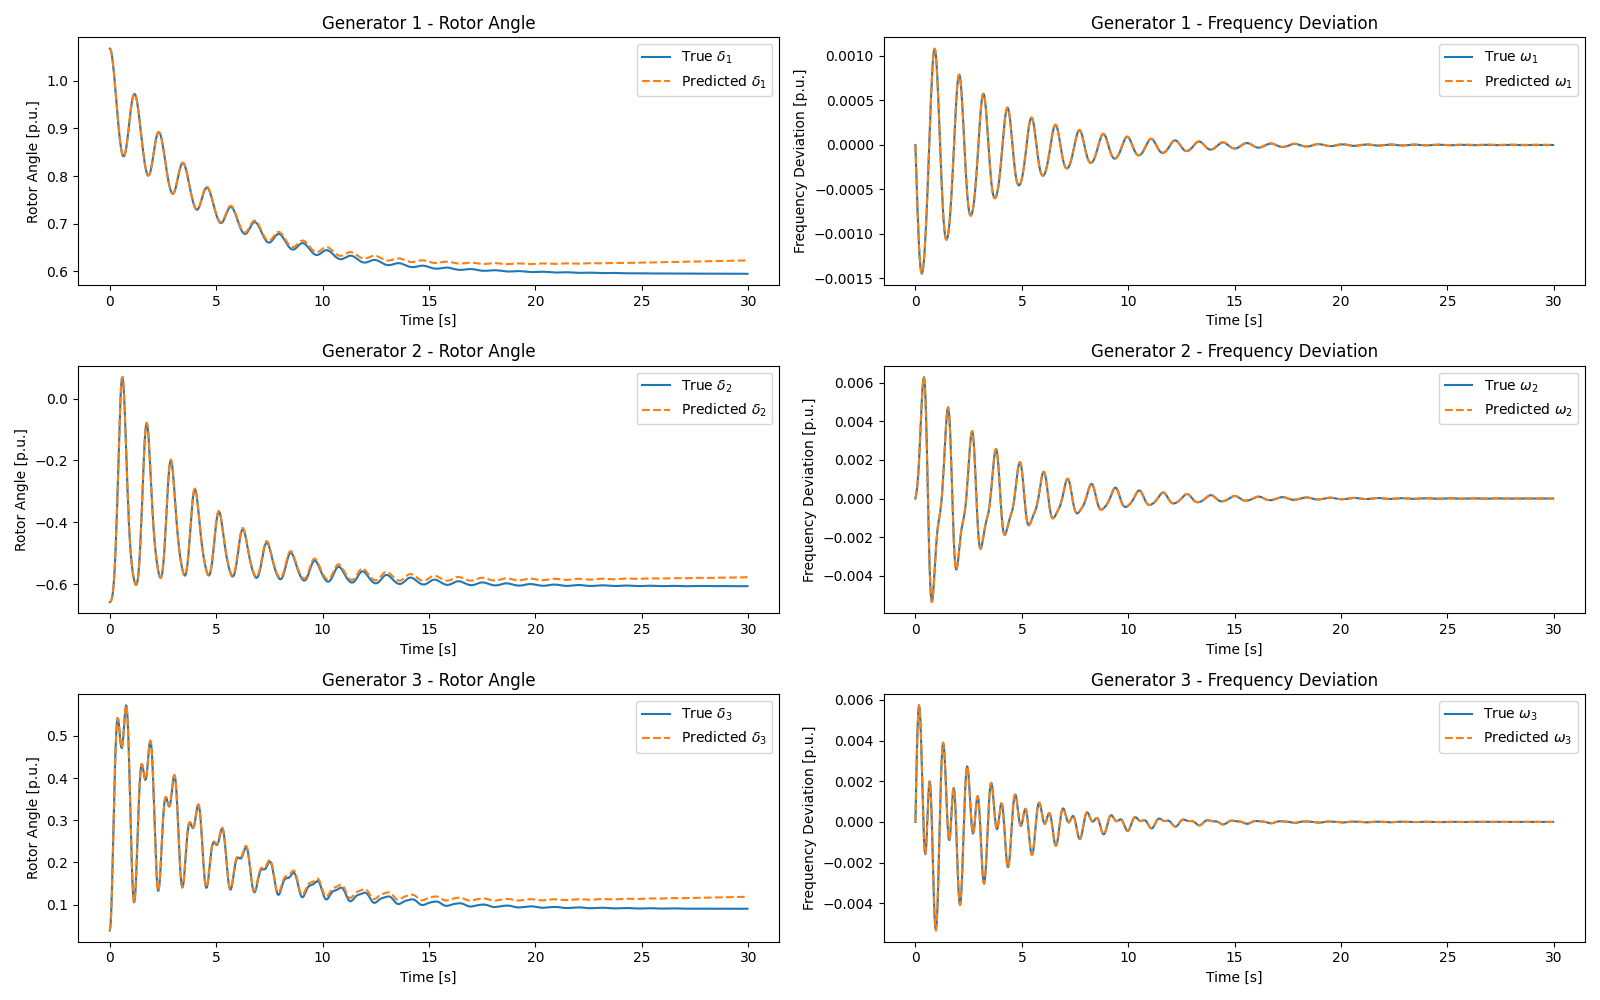 Generator 1 - Rotor Angle
Rotor Angle [p.u.]
1.0
0.9
0.8
0.7
0.6
True δ1
Predicted δ1
0 5 10 15 20 25 30
Time [s]
Generator 1 - Frequency Deviation
Frequency Deviation [p.u.]
0.0010
0.0005
0.0000
−0.0005
−0.0010
−0.0015
True ω1
Predicted ω1
0 5 10 15 20 25 30
Time [s]
Generator 2 - Rotor Angle
Rotor Angle [p.u.]
0.0
−0.2
−0.4
−0.6
True δ2
Predicted δ2
0 5 10 15 20 25 30
Time [s]
Generator 2 - Frequency Deviation
Frequency Deviation [p.u.]
0.006
0.004
0.002
0.000
−0.002
−0.004
True ω2
Predicted ω2
0 5 10 15 20 25 30
Time [s]
Generator 3 - Rotor Angle
Rotor Angle [p.u.]
0.5
0.4
0.3
0.2
0.1
True δ3
Predicted δ3
0 5 10 15 20 25 30
Time [s]
Generator 3 - Frequency Deviation
Frequency Deviation [p.u.]
0.006
0.004
0.002
0.000
−0.002
−0.004
True ω3
Predicted ω3
0 5 10 15 20 25 30
Time [s]